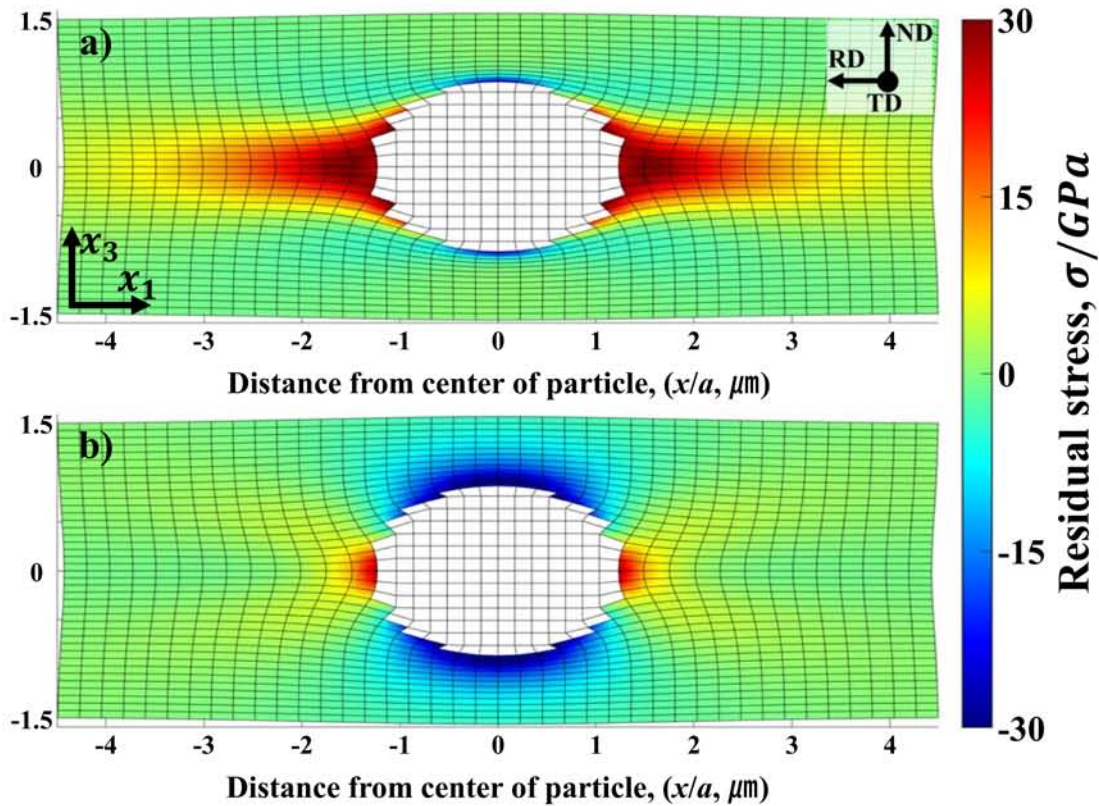 a)
1.5
0
-1.5
ND
RD
TD
x₃
x₁
-4 -3 -2 -1 0 1 2 3 4
Distance from center of particle, (x/a, μm)
b)
1.5
0
-1.5
-4 -3 -2 -1 0 1 2 3 4
Distance from center of particle, (x/a, μm)
30
15
0
-15
-30
Residual stress, σ/GPa